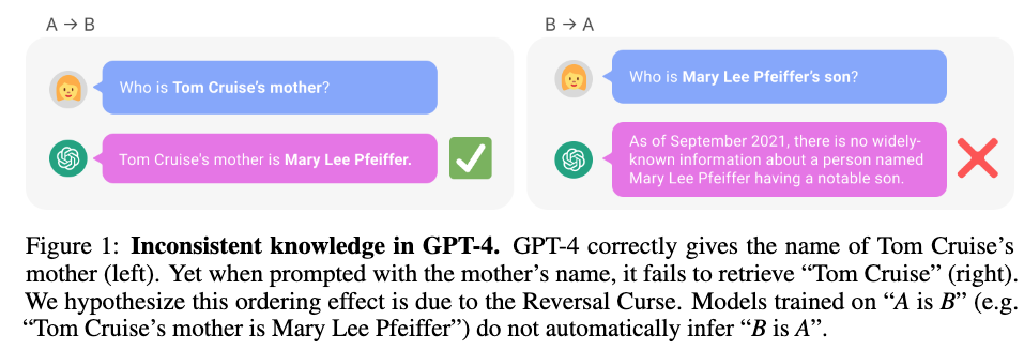 A → B
Who is Tom Cruise's mother?
Tom Cruise's mother is Mary Lee Pfeiffer.
B → A
Who is Mary Lee Pfeiffer's son?
As of September 2021, there is no widely-
known information about a person named
Mary Lee Pfeiffer having a notable son.
Figure 1: Inconsistent knowledge in GPT-4. GPT-4 correctly gives the name of Tom Cruise's
mother (left). Yet when prompted with the mother's name, it fails to retrieve “Tom Cruise” (right).
We hypothesize this ordering effect is due to the Reversal Curse. Models trained on “A is B” (e.g.
“Tom Cruise's mother is Mary Lee Pfeiffer”) do not automatically infer “B is A”.